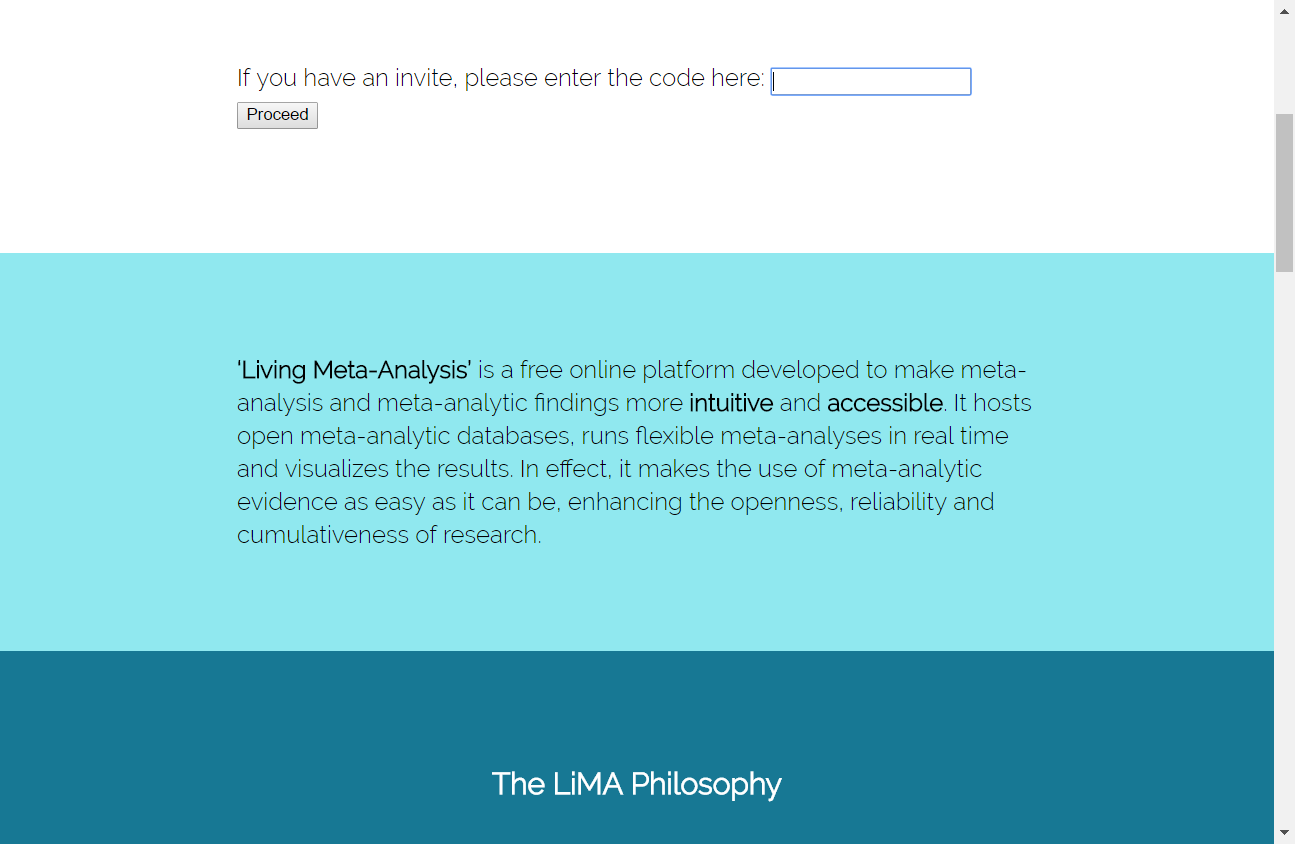 If you have an invite, please enter the code here:
Proceed
‘Living Meta-Analysis’ is a free online platform developed to make meta-
analysis and meta-analytic findings more intuitive and accessible. It hosts
open meta-analytic databases, runs flexible meta-analyses in real time
and visualizes the results. In effect, it makes the use of meta-analytic
evidence as easy as it can be, enhancing the openness, reliability and
cumulativeness of research.
The LiMA Philosophy